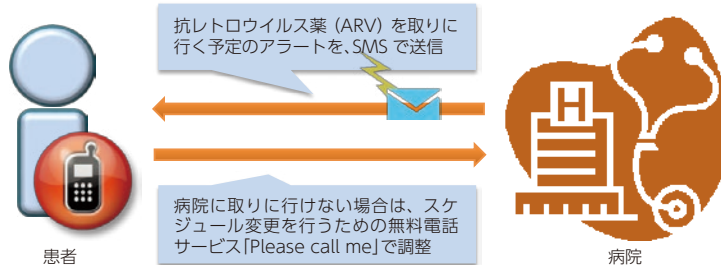 抗レトロウイルス薬（ARV）を取りに
行く予定のアラートを、SMS で送信
H
病院に取りに行けない場合は、スケ
ジュール変更を行うための無料電話
サービス「Please call me」で調整
患者
病院